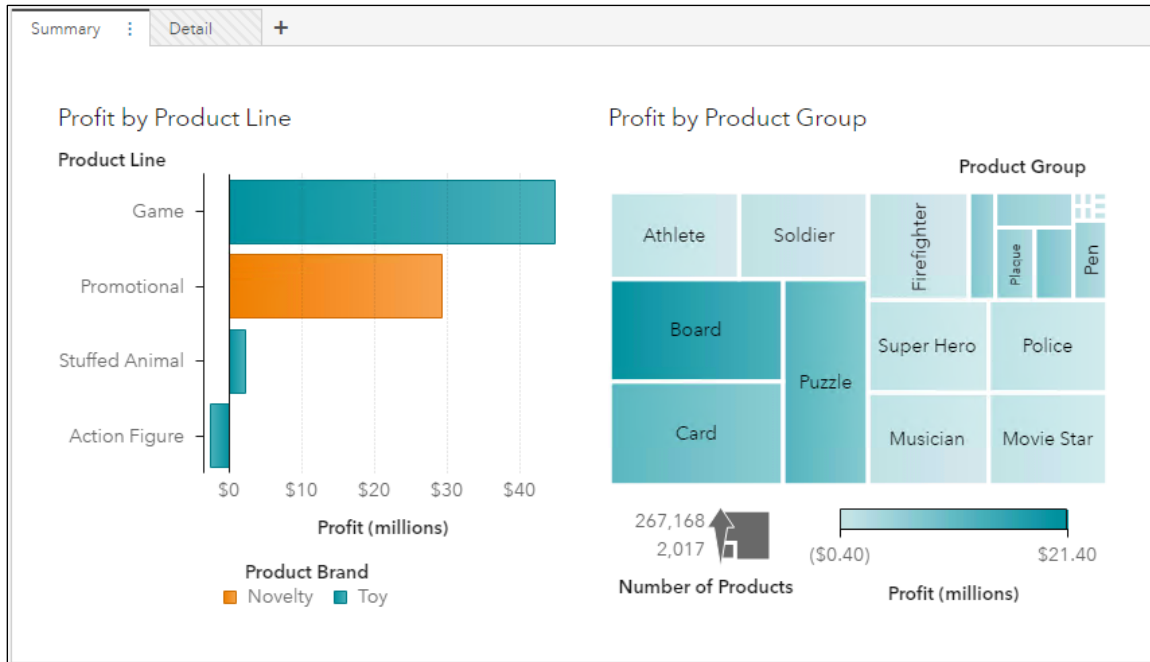 Summary ⋮ Detail +
Profit by Product Line
Product Line
Game
Promotional
Stuffed Animal
Action Figure
$0 $10 $20 $30 $40
Profit (millions)
Product Brand
Novelty Toy
Profit by Product Group
Product Group
Athlete
Soldier
Firefighter
Plaque
Pen
Board
Puzzle
Super Hero
Police
Card
Musician
Movie Star
267,168
2,017
Number of Products
($0.40) $21.40
Profit (millions)